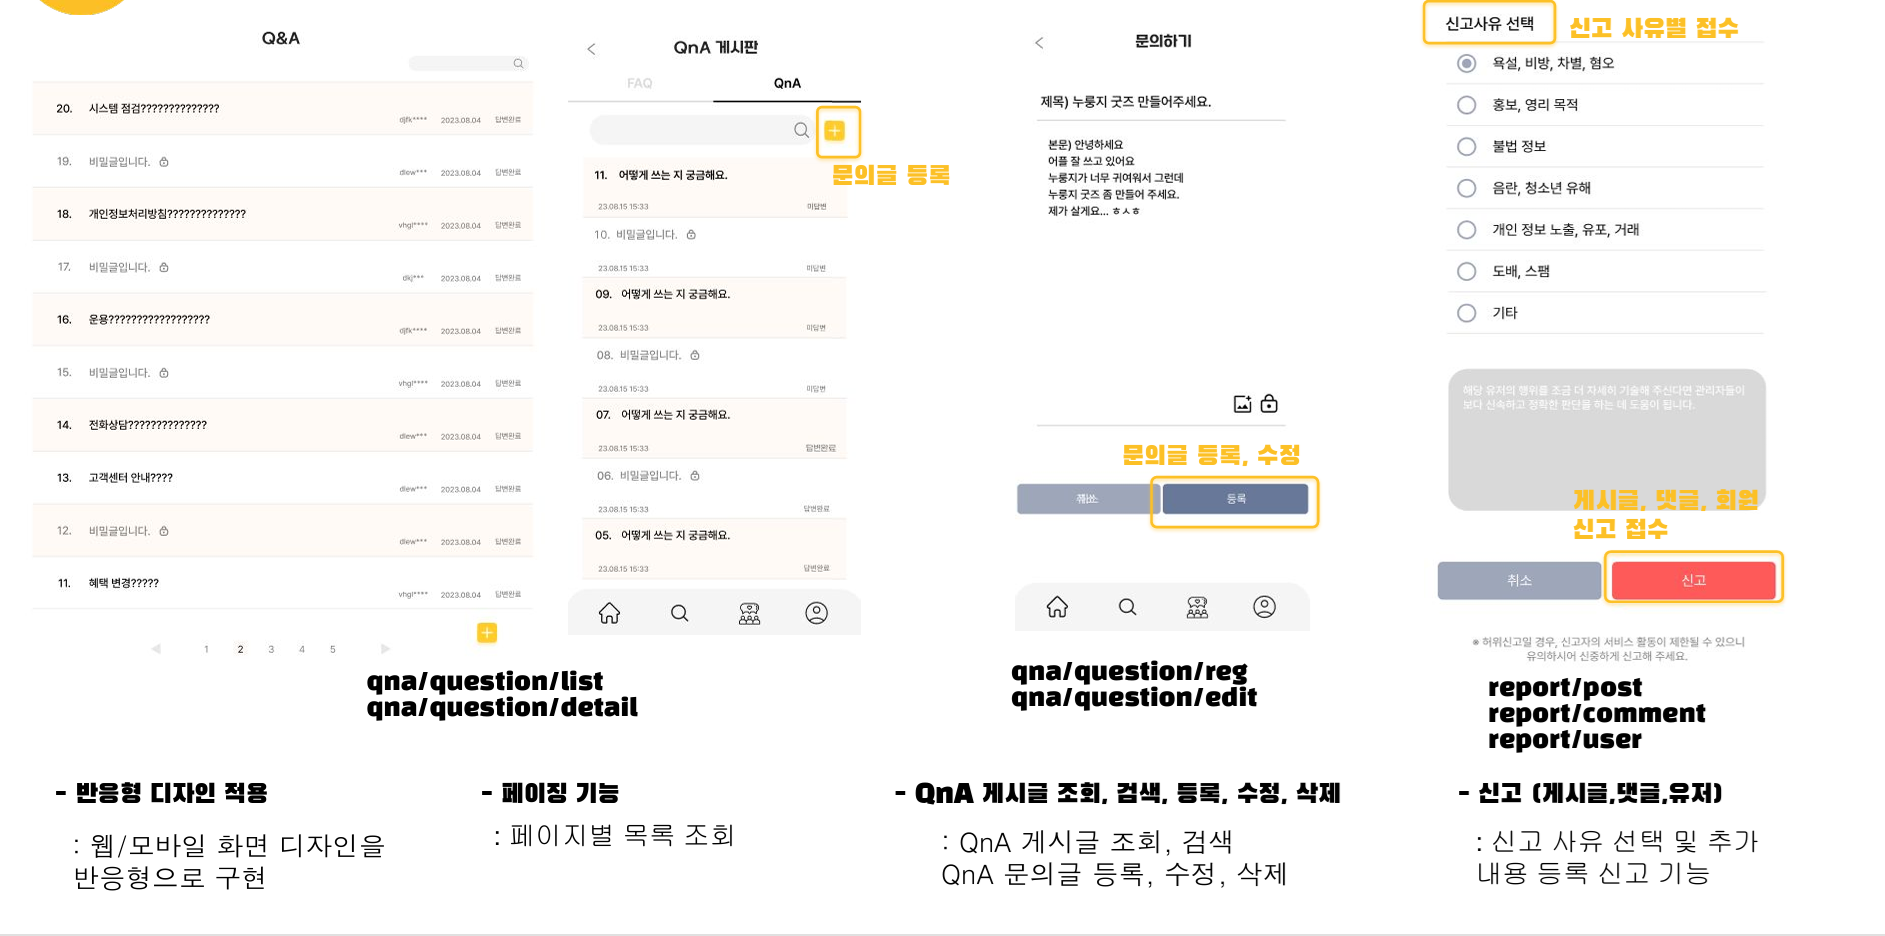 Q&A
20. 시스템 점검??????????????
djfk**** 2023.08.04 답변완료
19. 비밀글입니다.
dlew*** 2023.08.04 답변완료
18. 개인정보처리방침??????????????
vhgl**** 2023.08.04 답변완료
17. 비밀글입니다.
dkj*** 2023.08.04 답변완료
16. 운용??????????????????
djfk**** 2023.08.04 답변완료
15. 비밀글입니다.
vhgl**** 2023.08.04 답변완료
14. 전화상담??????????????
dlew*** 2023.08.04 답변완료
13. 고객센터 안내????
dlew*** 2023.08.04 답변완료
12. 비밀글입니다.
dlew*** 2023.08.04 답변완료
11. 혜택 변경?????
vhgl**** 2023.08.04 답변완료
1 2 3 4 5
QnA 게시판
FAQ QnA
문의글 등록
11. 어떻게 쓰는 지 궁금해요.
23.08.15 15:33 미답변
10. 비밀글입니다.
23.08.15 15:33 미답변
09. 어떻게 쓰는 지 궁금해요.
23.08.15 15:33 미답변
08. 비밀글입니다.
23.08.15 15:33 미답변
07. 어떻게 쓰는 지 궁금해요.
23.08.15 15:33 답변완료
06. 비밀글입니다.
23.08.15 15:33 답변완료
05. 어떻게 쓰는 지 궁금해요.
23.08.15 15:33 답변완료
qna/question/list
qna/question/detail
문의하기
제목) 누룽지 굿즈 만들어주세요.
본문) 안녕하세요
어플 잘 쓰고 있어요
누룽지가 너무 귀여워서 그런데
누룽지 굿즈 좀 만들어 주세요.
제가 살게요... ㅎㅅㅎ
문의글 등록, 수정
등록
qna/question/reg
qna/question/edit
신고사유 선택
신고 사유별 접수
욕설, 비방, 차별, 혐오
홍보, 영리 목적
불법 정보
음란, 청소년 유해
개인 정보 노출, 유포, 거래
도배, 스팸
기타
해당 유저의 행위를 조금 더 자세히 기술해 주신다면 관리자들이
보다 신속하고 정확한 판단을 하는 데 도움이 됩니다.
게시글, 댓글, 회원
신고 접수
취소 신고
※ 허위신고일 경우, 신고자의 서비스 활동이 제한될 수 있으니
유의하시어 신중하게 신고해 주세요.
report/post
report/comment
report/user
- 반응형 디자인 적용
: 웹/모바일 화면 디자인을
반응형으로 구현
- 페이징 기능
: 페이지별 목록 조회
- QnA 게시글 조회, 검색, 등록, 수정, 삭제
: QnA 게시글 조회, 검색
QnA 문의글 등록, 수정, 삭제
- 신고 (게시글,댓글,유저)
: 신고 사유 선택 및 추가
내용 등록 신고 기능